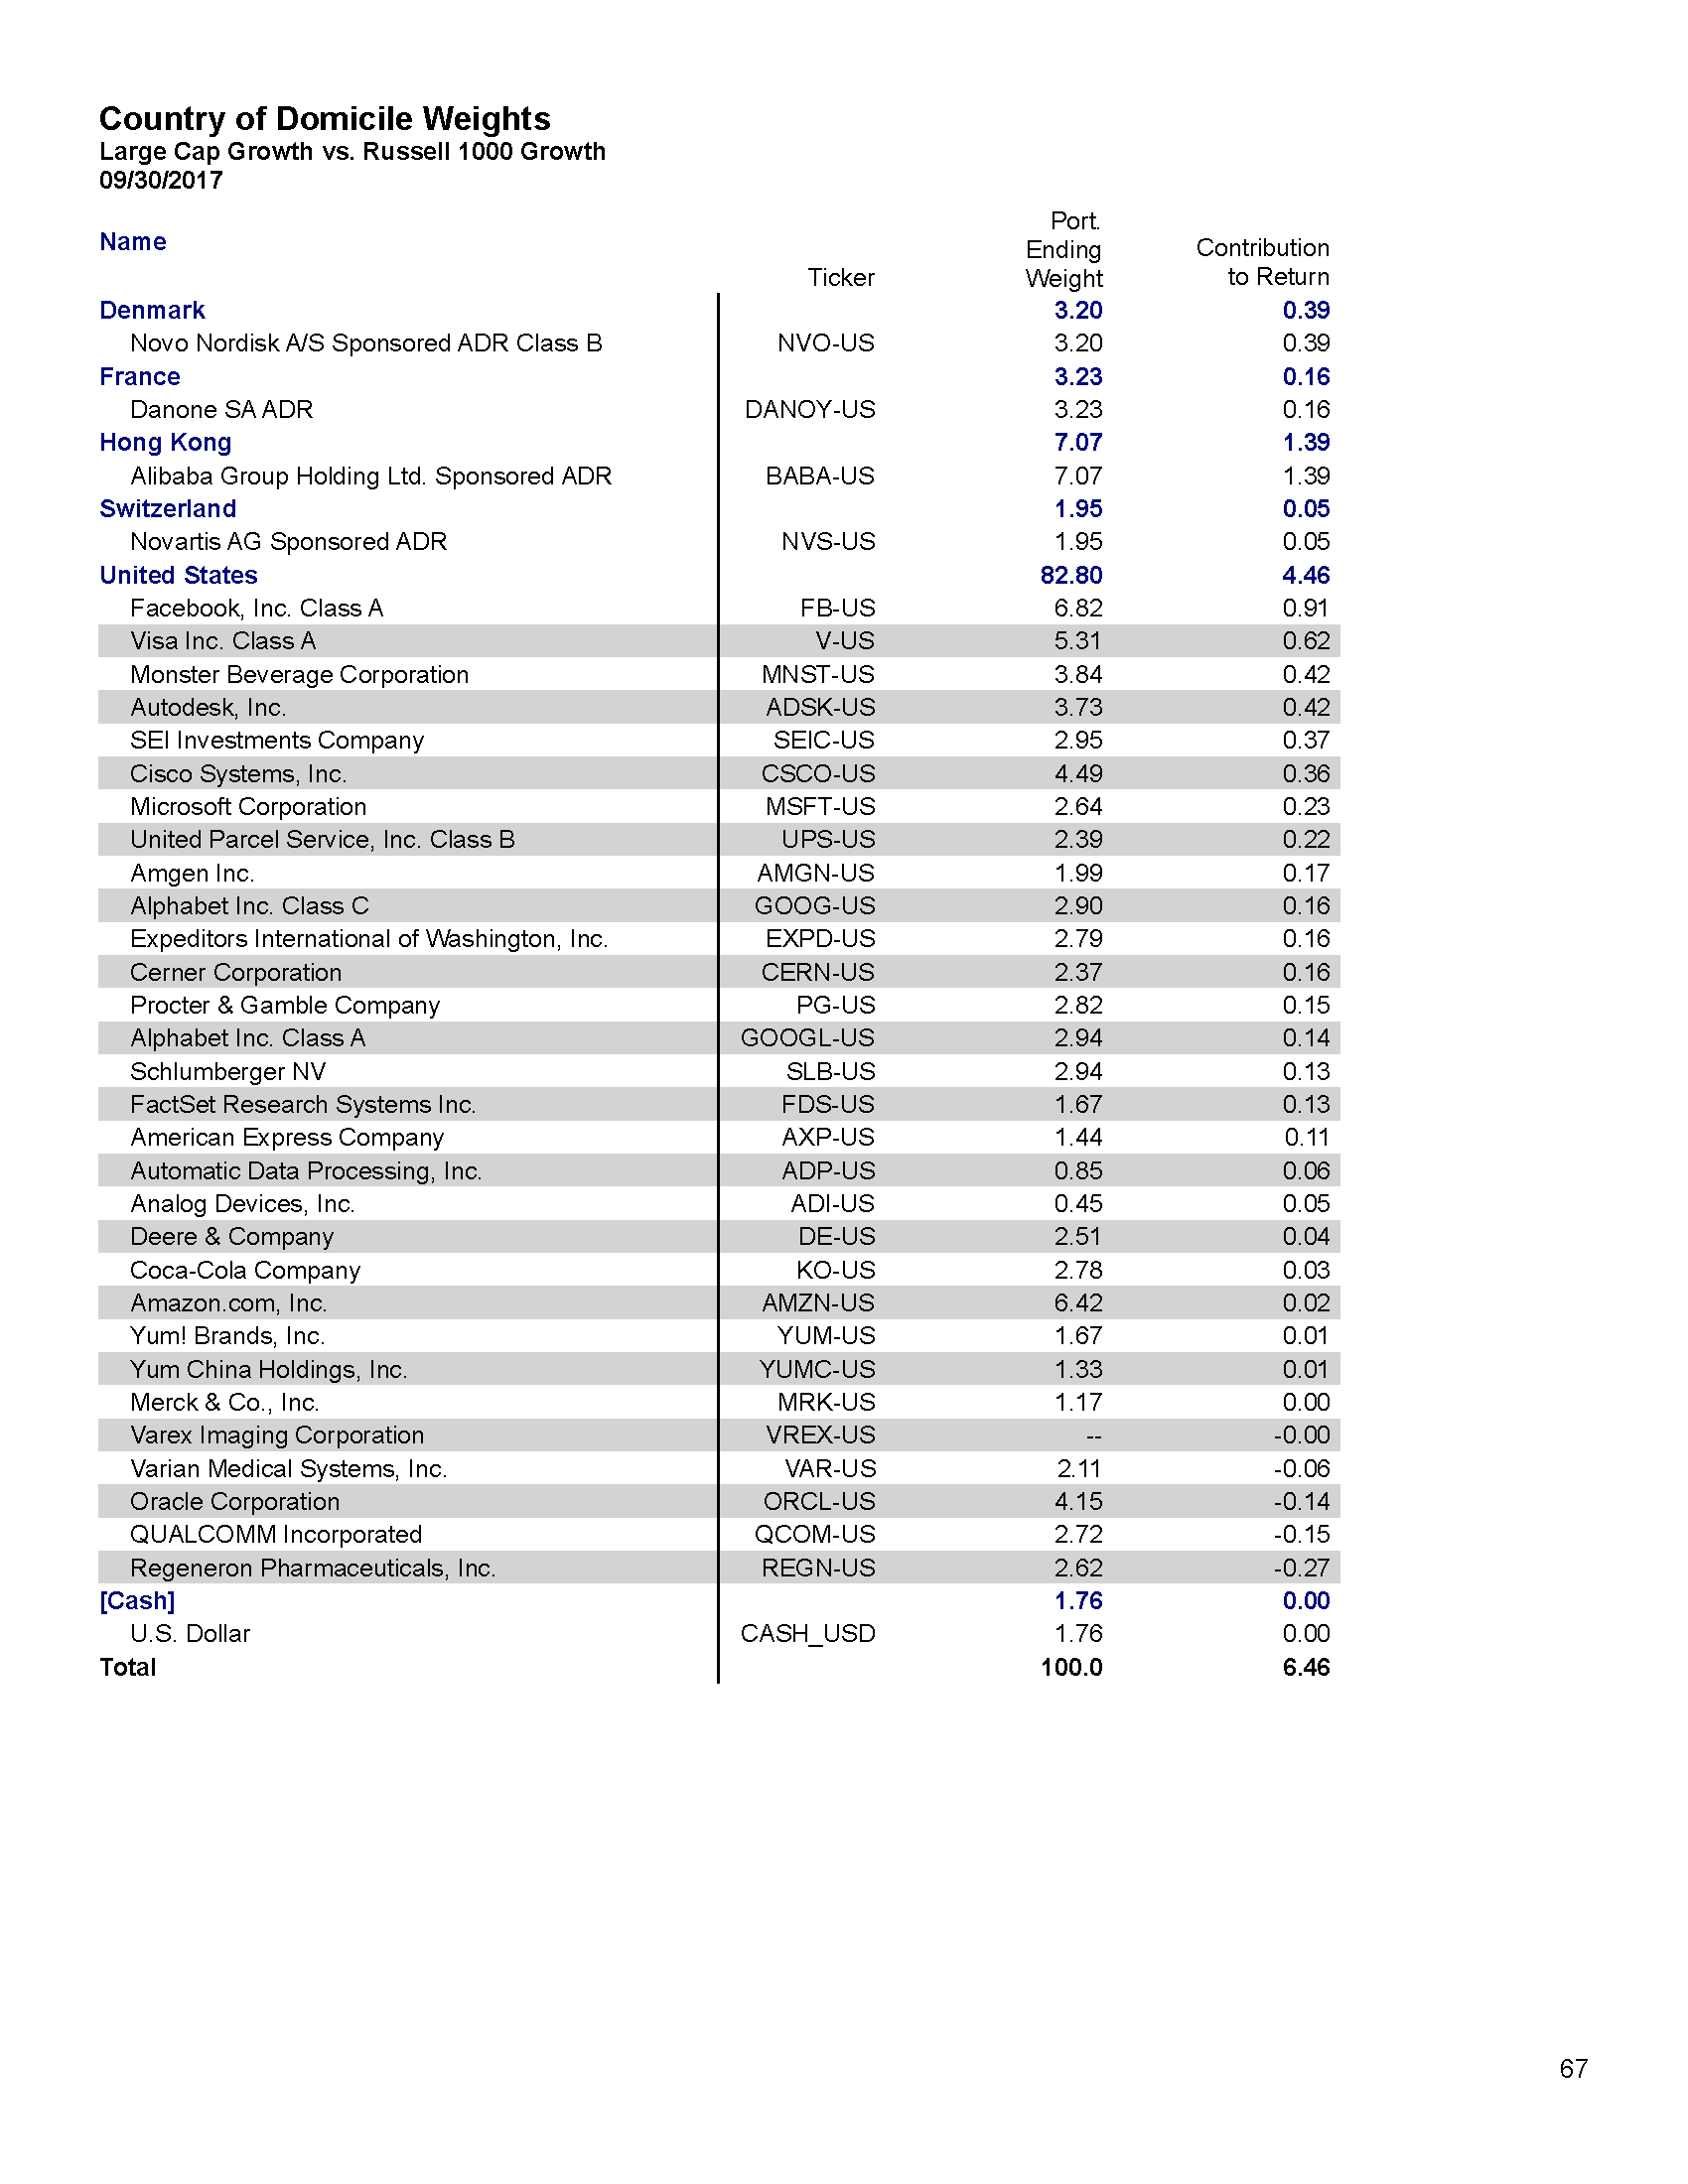 Country of Domicile Weights
Large Cap Growth vs. Russell 1000 Growth
09/30/2017
Name Ticker Port. Ending Weight Contribution to Return
Denmark 3.20 0.39
Novo Nordisk A/S Sponsored ADR Class B NVO-US 3.20 0.39
France 3.23 0.16
Danone SA ADR DANOY-US 3.23 0.16
Hong Kong 7.07 1.39
Alibaba Group Holding Ltd. Sponsored ADR BABA-US 7.07 1.39
Switzerland 1.95 0.05
Novartis AG Sponsored ADR NVS-US 1.95 0.05
United States 82.80 4.46
Facebook, Inc. Class A FB-US 6.82 0.91
Visa Inc. Class A V-US 5.31 0.62
Monster Beverage Corporation MNST-US 3.84 0.42
Autodesk, Inc. ADSK-US 3.73 0.42
SEI Investments Company SEIC-US 2.95 0.37
Cisco Systems, Inc. CSCO-US 4.49 0.36
Microsoft Corporation MSFT-US 2.64 0.23
United Parcel Service, Inc. Class B UPS-US 2.39 0.22
Amgen Inc. AMGN-US 1.99 0.17
Alphabet Inc. Class C GOOG-US 2.90 0.16
Expeditors International of Washington, Inc. EXPD-US 2.79 0.16
Cerner Corporation CERN-US 2.37 0.16
Procter & Gamble Company PG-US 2.82 0.15
Alphabet Inc. Class A GOOGL-US 2.94 0.14
Schlumberger NV SLB-US 2.94 0.13
FactSet Research Systems Inc. FDS-US 1.67 0.13
American Express Company AXP-US 1.44 0.11
Automatic Data Processing, Inc. ADP-US 0.85 0.06
Analog Devices, Inc. ADI-US 0.45 0.05
Deere & Company DE-US 2.51 0.04
Coca-Cola Company KO-US 2.78 0.03
Amazon.com, Inc. AMZN-US 6.42 0.02
Yum! Brands, Inc. YUM-US 1.67 0.01
Yum China Holdings, Inc. YUMC-US 1.33 0.01
Merck & Co., Inc. MRK-US 1.17 0.00
Varex Imaging Corporation VREX-US -- -0.00
Varian Medical Systems, Inc. VAR-US 2.11 -0.06
Oracle Corporation ORCL-US 4.15 -0.14
QUALCOMM Incorporated QCOM-US 2.72 -0.15
Regeneron Pharmaceuticals, Inc. REGN-US 2.62 -0.27
[Cash] 1.76 0.00
U.S. Dollar CASH_USD 1.76 0.00
Total 100.0 6.46
67